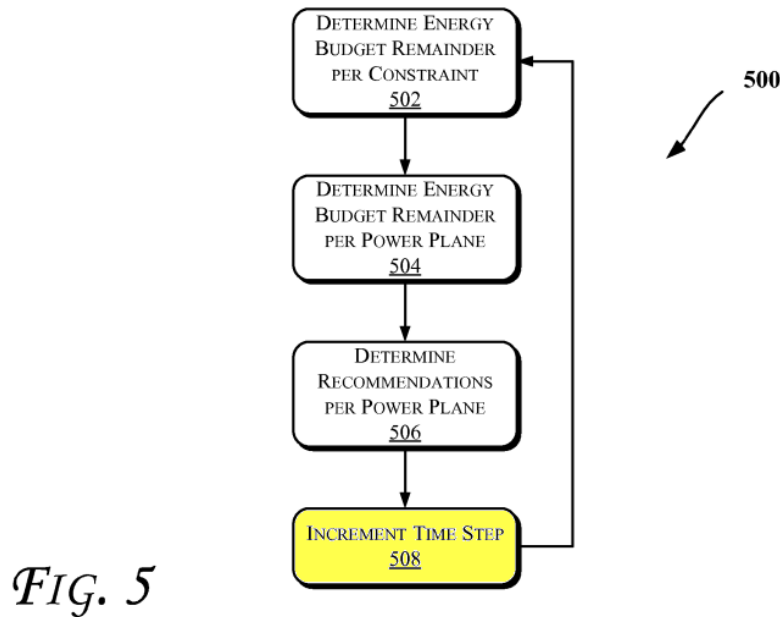 DETERMINE ENERGY
BUDGET REMAINDER
PER CONSTRAINT
502
500
DETERMINE ENERGY
BUDGET REMAINDER
PER POWER PLANE
504
DETERMINE
RECOMMENDATIONS
PER POWER PLANE
506
INCREMENT TIME STEP
508
FIG. 5